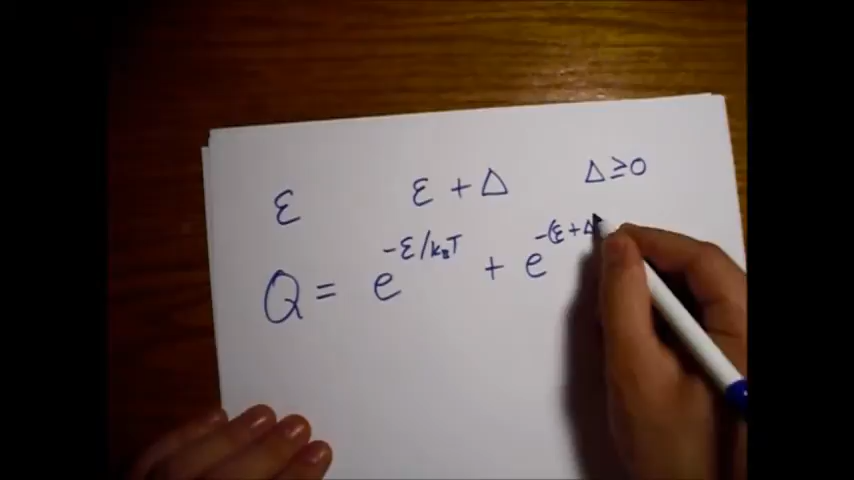 ε ε + Δ Δ ≥ 0
Q = e^-ε/k_BT + e^-(ε+Δ